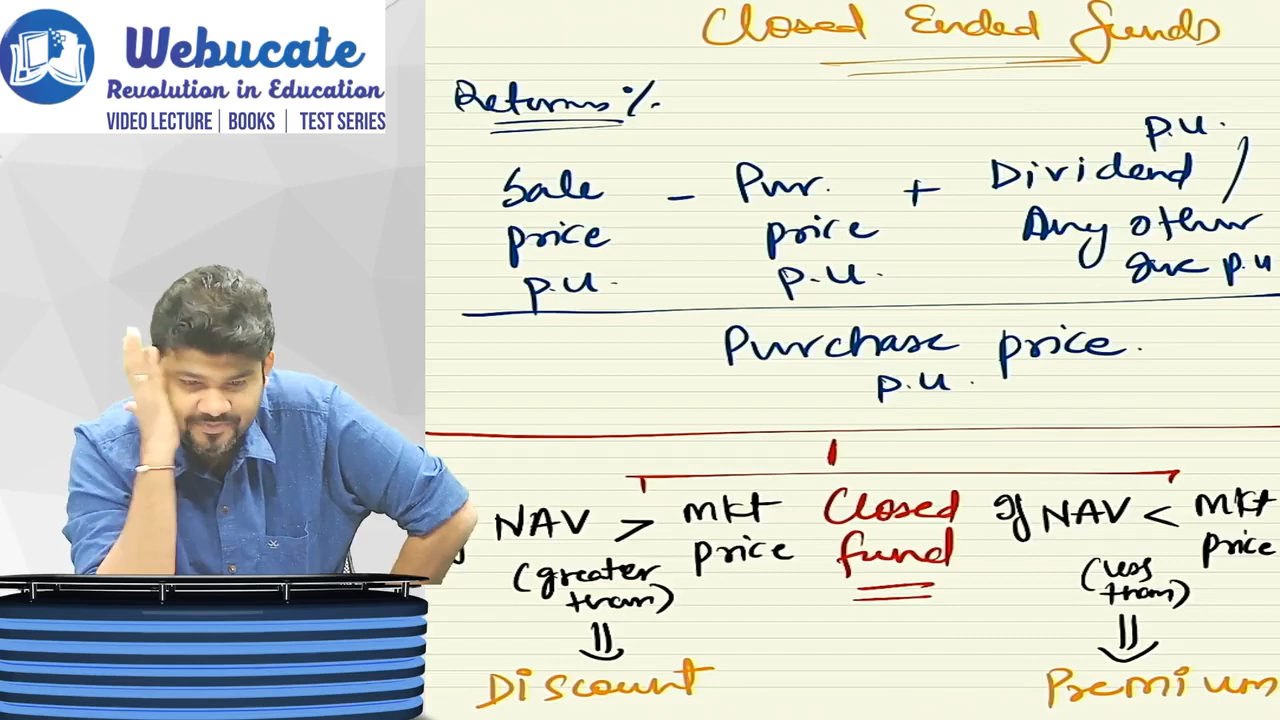 Webucate
Revolution in Education
VIDEO LECTURE | BOOKS | TEST SERIES
Closed Ended funds
Returns %.
Sale price p.u. - Pur. price p.u. + Dividend p.u. / Any other inc p.u
Purchase price.
p.u.
Closed fund
NAV > mkt price
(greater than)
Discount
If NAV < mkt price
(less than)
Premium